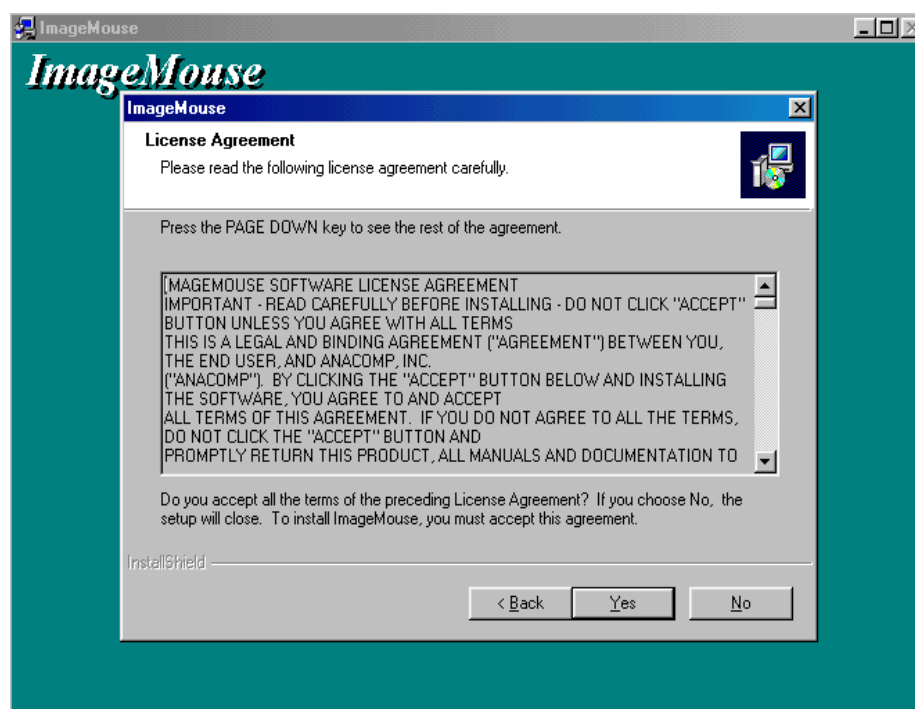 ImageMouse
ImageMouse
ImageMouse
License Agreement
Please read the following license agreement carefully.
Press the PAGE DOWN key to see the rest of the agreement.
IMAGEMOUSE SOFTWARE LICENSE AGREEMENT
IMPORTANT - READ CAREFULLY BEFORE INSTALLING - DO NOT CLICK "ACCEPT"
BUTTON UNLESS YOU AGREE WITH ALL TERMS
THIS IS A LEGAL AND BINDING AGREEMENT ("AGREEMENT") BETWEEN YOU,
THE END USER, AND ANACOMP, INC.
("ANACOMP").  BY CLICKING THE "ACCEPT" BUTTON BELOW AND INSTALLING
THE SOFTWARE, YOU AGREE TO AND ACCEPT
ALL TERMS OF THIS AGREEMENT.  IF YOU DO NOT AGREE TO ALL THE TERMS,
DO NOT CLICK THE "ACCEPT" BUTTON AND
PROMPTLY RETURN THIS PRODUCT, ALL MANUALS AND DOCUMENTATION TO
Do you accept all the terms of the preceding License Agreement?  If you choose No,  the
setup will close.  To install ImageMouse, you must accept this agreement.
InstallShield
< Back Yes No